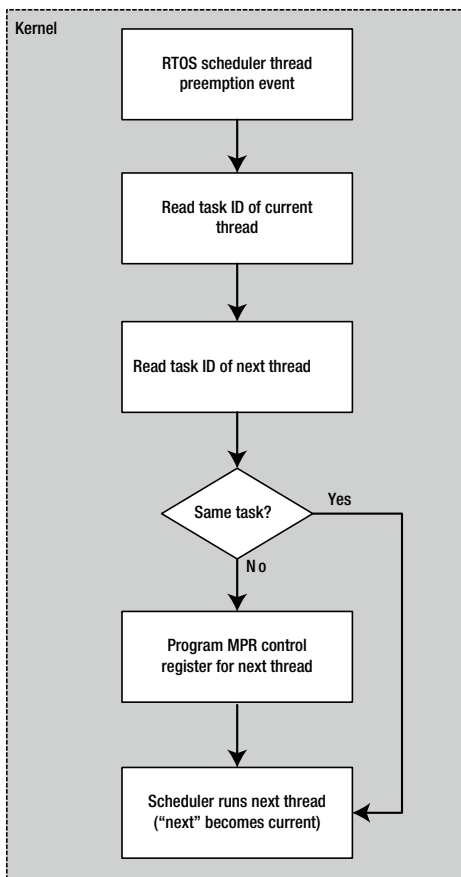 Kernel
RTOS scheduler thread
preemption event
Read task ID of current
thread
Read task ID of next thread
Same task?
Yes
No
Program MPR control
register for next thread
Scheduler runs next thread
(“next” becomes current)